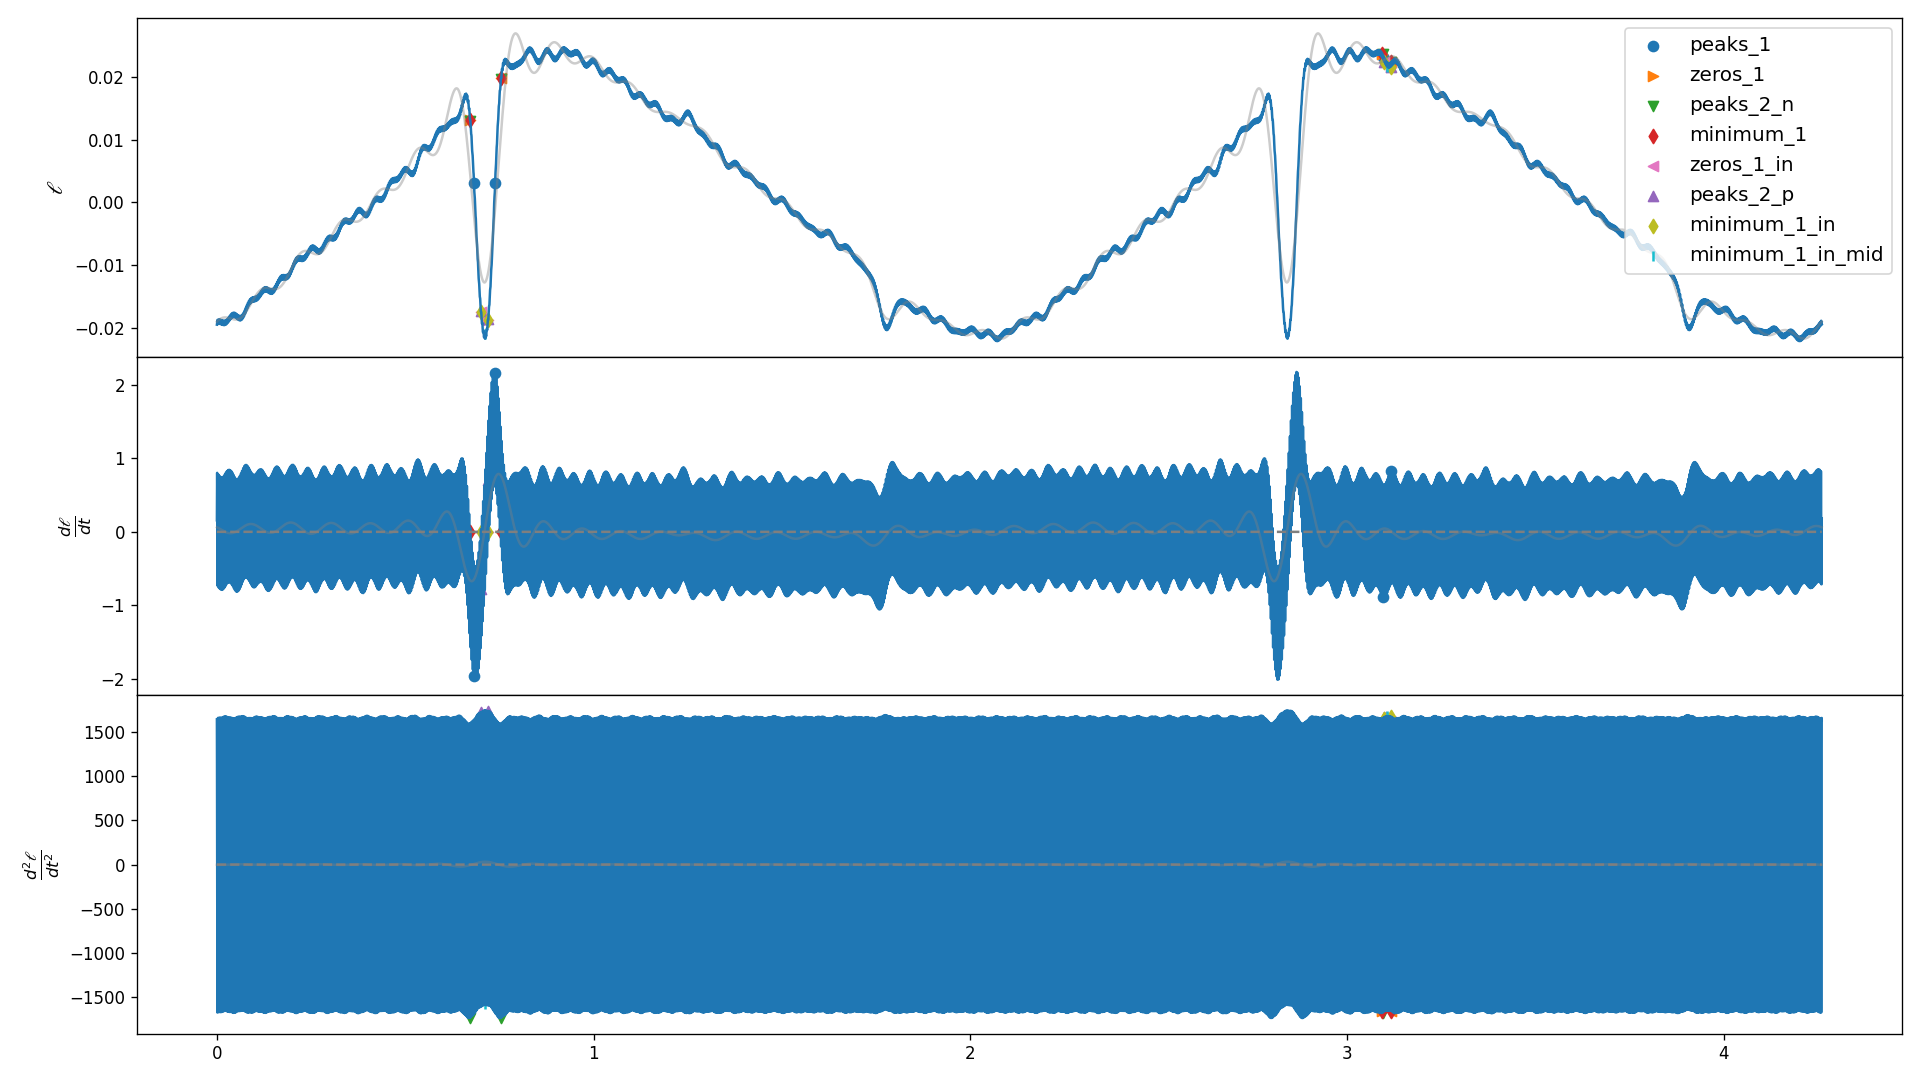 0.02
0.01
0.00
−0.01
−0.02
ℓ
peaks_1
zeros_1
peaks_2_n
minimum_1
zeros_1_in
peaks_2_p
minimum_1_in
minimum_1_in_mid
2
1
0
−1
−2
dℓ
dt
1500
1000
500
0
−500
−1000
−1500
d²ℓ
dt²
0 1 2 3 4